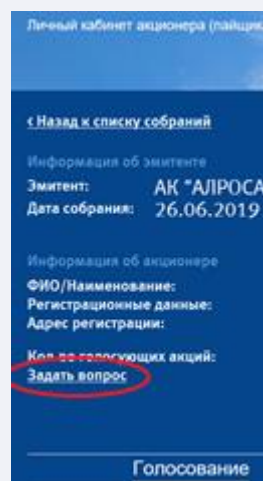 Личный кабинет акционера (пайщик
< Назад к списку собраний
Информация об эмитенте
Эмитент: АК "АЛРОСА
Дата собрания: 26.06.2019
Информация об акционере
ФИО/Наименование:
Регистрационные данные:
Адрес регистрации:
Кол-во голосующих акций:
Задать вопрос
Голосование